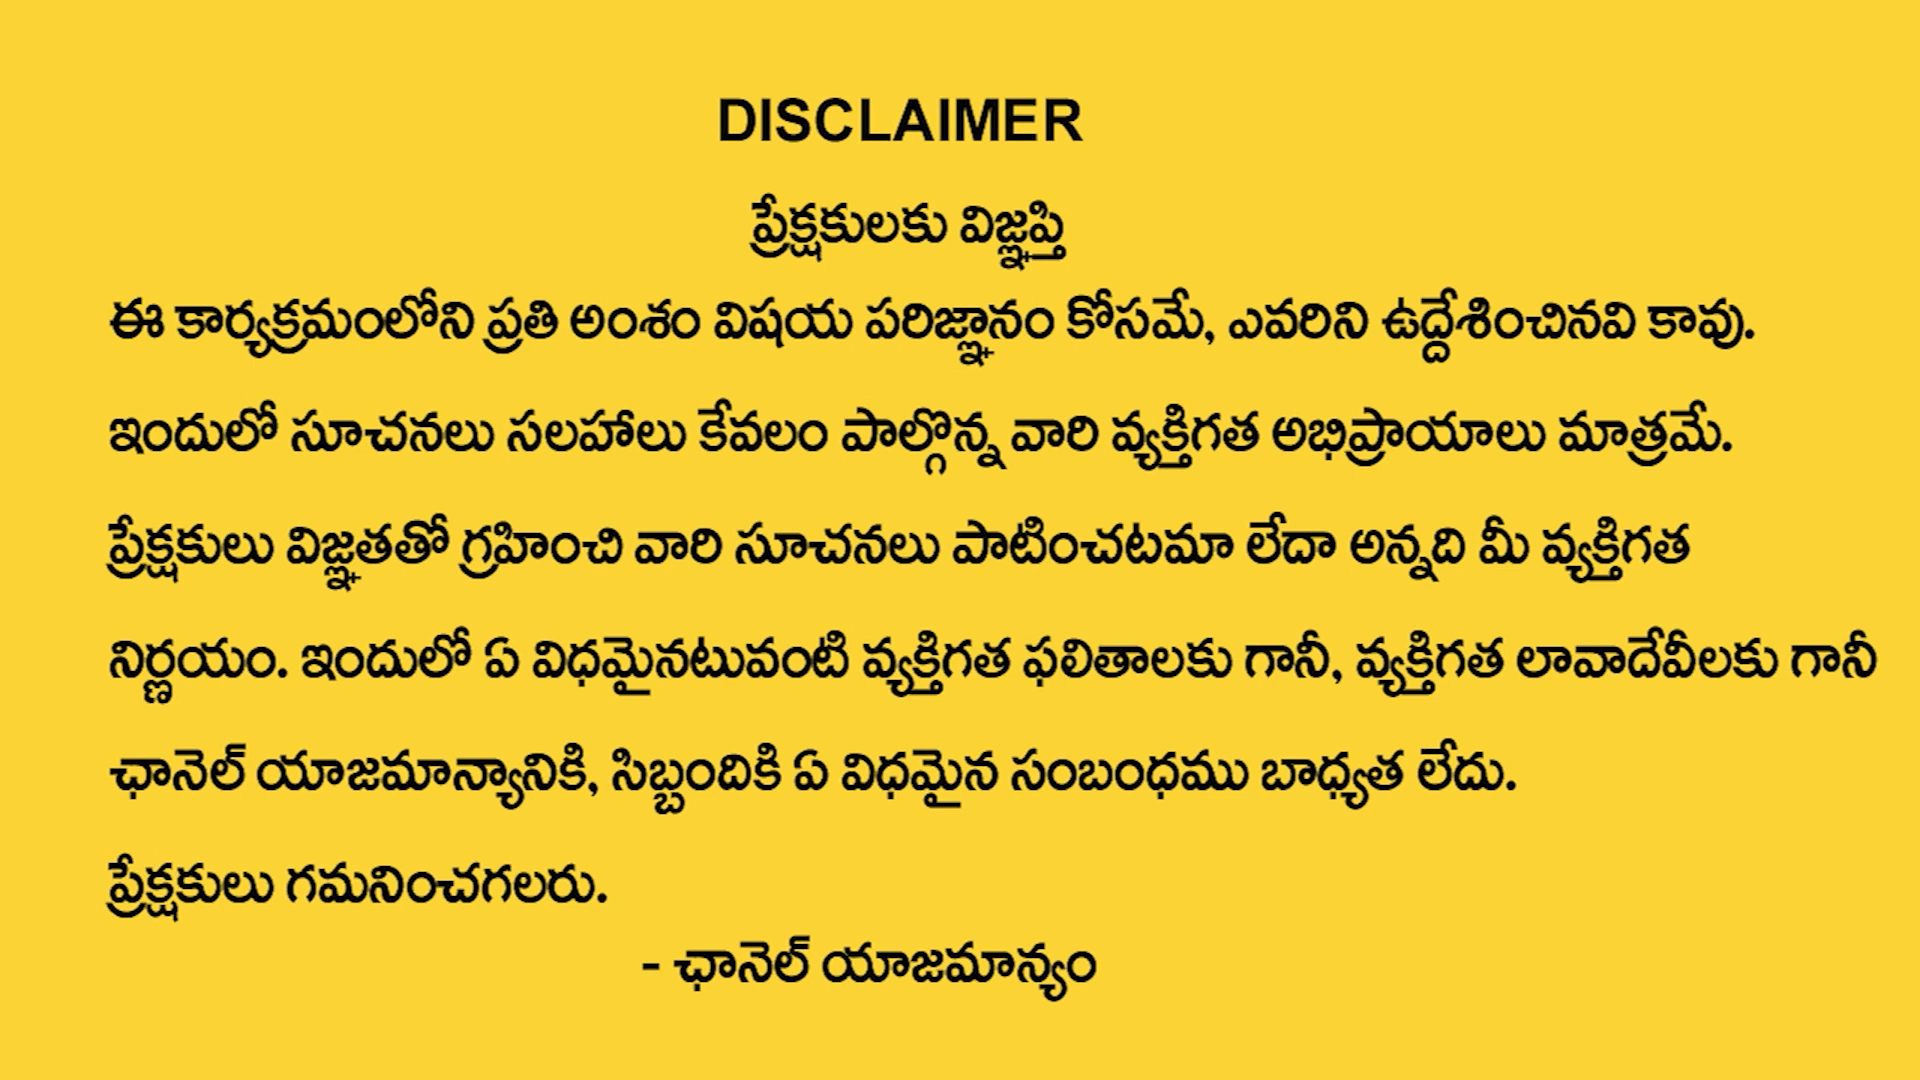 DISCLAIMER
ప్రేక్షకులకు విజ్ఞప్తి
ఈ కార్యక్రమంలోని ప్రతి అంశం విషయ పరిజ్ఞానం కోసమే, ఎవరిని ఉద్దేశించినవి కావు.
ఇందులో సూచనలు సలహాలు కేవలం పాల్గొన్న వారి వ్యక్తిగత అభిప్రాయాలు మాత్రమే.
ప్రేక్షకులు విజ్ఞతతో గ్రహించి వారి సూచనలు పాటించటమా లేదా అన్నది మీ వ్యక్తిగత
నిర్ణయం. ఇందులో ఏ విధమైనటువంటి వ్యక్తిగత ఫలితాలకు గానీ, వ్యక్తిగత లావాదేవీలకు గానీ
ఛానెల్ యాజమాన్యానికి, సిబ్బందికి ఏ విధమైన సంబంధము బాధ్యత లేదు.
ప్రేక్షకులు గమనించగలరు.
- ఛానెల్ యాజమాన్యం